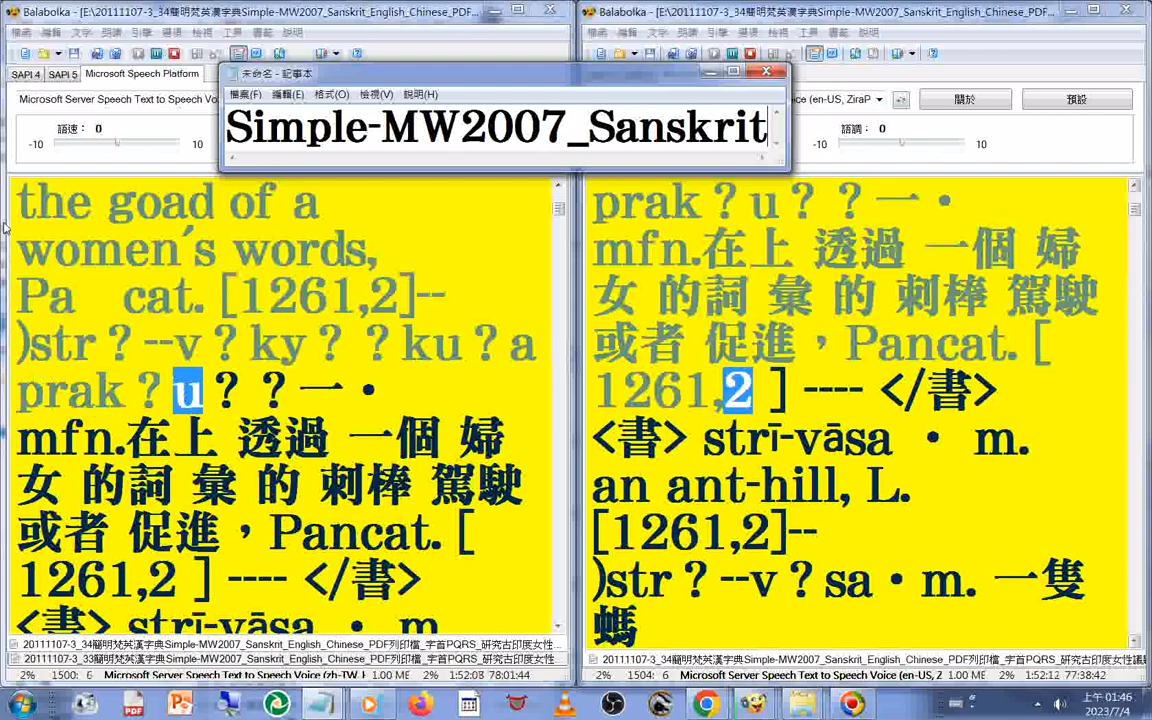 Balabolka - [E:\20111107-3_34簡明梵英漢字典Simple-MW2007_Sanskrit_English_Chinese_PDF...
Balabolka - [E:\20111107-3_34簡明梵英漢字典Simple-MW2007_Sanskrit_English_Chinese_PDF...
SAPI 4 SAPI 5 Microsoft Speech Platform
未命名 - 記事本
檔案(F) 編輯(E) 格式(O) 檢視(V) 說明(H)
Simple-MW2007_Sanskrit
Microsoft Server Speech Text to Speech Vo
ice (en-US, ZiraP
關於
預設
語速： 0
-10 10
語調： 0
-10 10
the goad of a
women´s words,
Pa cat. [1261,2]--
)str？--v？ky？？ku？a
prak？u？？一•
mfn.在上 透過 一個 婦
女 的詞 彙 的 刺棒 駕駛
或者 促進，Pancat. [
1261,2 ] ---- </書>
<書> strī-vāsa • m.
prak？u？？一•
mfn.在上 透過 一個 婦
女 的詞 彙 的 刺棒 駕駛
或者 促進，Pancat. [
1261,2 ] ---- </書>
<書> strī-vāsa • m.
an ant-hill, L.
[1261,2]--
)str？--v？sa•m. 一隻
螞
20111107-3_34簡明梵英漢字典Simple-MW2007_Sanskrit_English_Chinese_PDF列印檔_字首PQRS_研究古印度女性...
20111107-3_33簡明梵英漢字典Simple-MW2007_Sanskrit_English_Chinese_PDF列印檔_字首PQRS_研究古印度女性...
20111107-3_34簡明梵英漢字典Simple-MW2007_Sanskrit_English_Chinese_PDF列印檔_字首PQRS_研究古印度女性議
2% 1500: 6 Microsoft Server Speech Text to Speech Voice (zh-TW, H 1.00 ME 2% 1:52:03 78:01:44
2% 1504: 6 Microsoft Server Speech Text to Speech Voice (en-US, Z 1.00 ME 2% 1:52:08 77:38:42
上午 01:46
2023/7/4